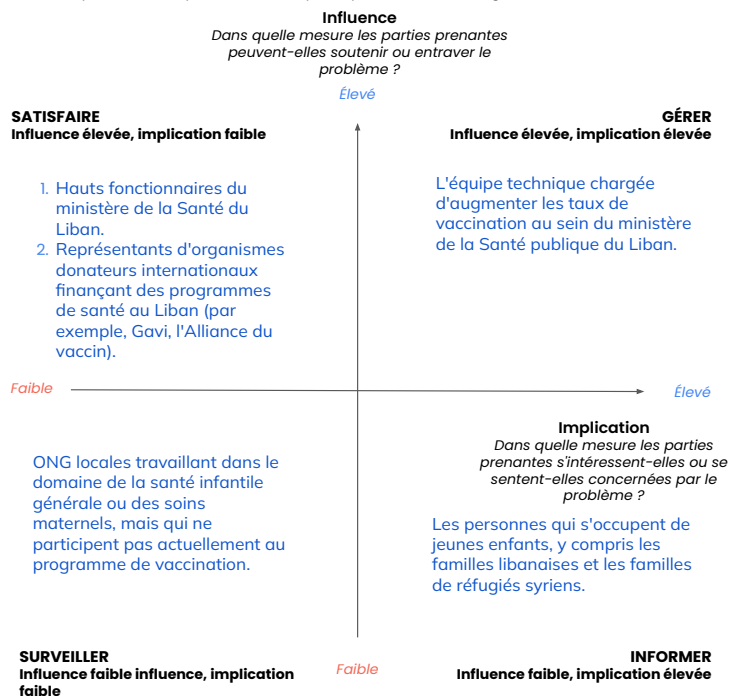 Influence
Dans quelle mesure les parties prenantes
peuvent-elles soutenir ou entraver le
problème ?
Élevé
SATISFAIRE
Influence élevée, implication faible
GÉRER
Influence élevée, implication élevée
1. Hauts fonctionnaires du
ministère de la Santé du
Liban.
2. Représentants d'organismes
donateurs internationaux
finançant des programmes
de santé au Liban (par
exemple, Gavi, l'Alliance du
vaccin).
L'équipe technique chargée
d'augmenter les taux de
vaccination au sein du ministère
de la Santé publique du Liban.
Faible
Élevé
Implication
Dans quelle mesure les parties
prenantes s'intéressent-elles ou se
sentent-elles concernées par le
problème ?
ONG locales travaillant dans le
domaine de la santé infantile
générale ou des soins
maternels, mais qui ne
participent pas actuellement au
programme de vaccination.
Les personnes qui s'occupent de
jeunes enfants, y compris les
familles libanaises et les familles
de réfugiés syriens.
SURVEILLER
Influence faible influence, implication
faible
Faible
INFORMER
Influence faible, implication élevée